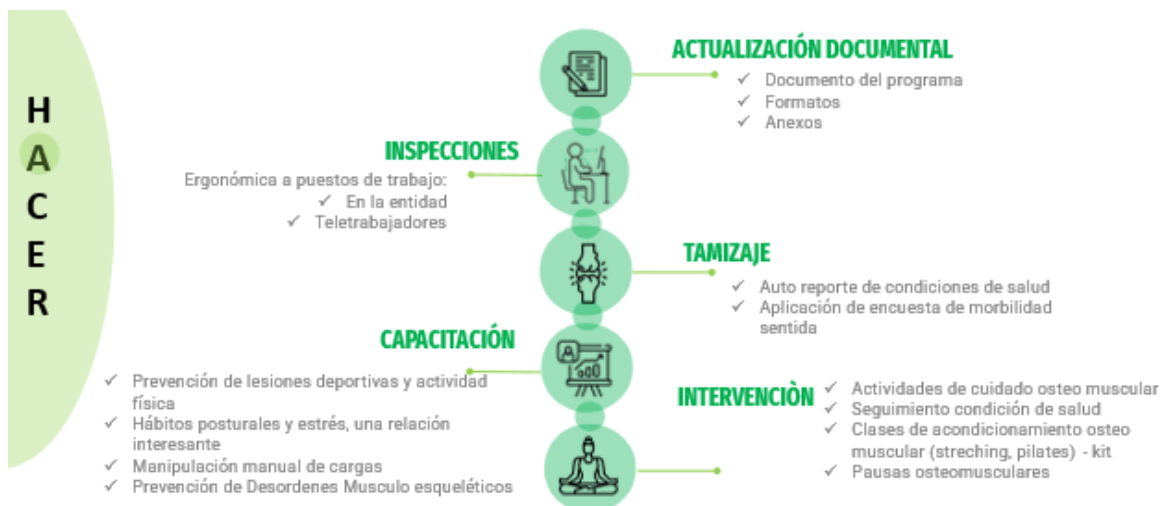 HACER
ACTUALIZACIÓN DOCUMENTAL
✓ Documento del programa
✓ Formatos
✓ Anexos
INSPECCIONES
Ergonómica a puestos de trabajo:
✓ En la entidad
✓ Teletrabajadores
TAMIZAJE
✓ Auto reporte de condiciones de salud
✓ Aplicación de encuesta de morbilidad
sentida
CAPACITACIÓN
✓ Prevención de lesiones deportivas y actividad
física
✓ Hábitos posturales y estrés, una relación
interesante
✓ Manipulación manual de cargas
✓ Prevención de Desordenes Musculo esqueléticos
INTERVENCIÒN
✓ Actividades de cuidado osteo muscular
✓ Seguimiento condición de salud
✓ Clases de acondicionamiento osteo
muscular (streching, pilates) - kit
✓ Pausas osteomusculares